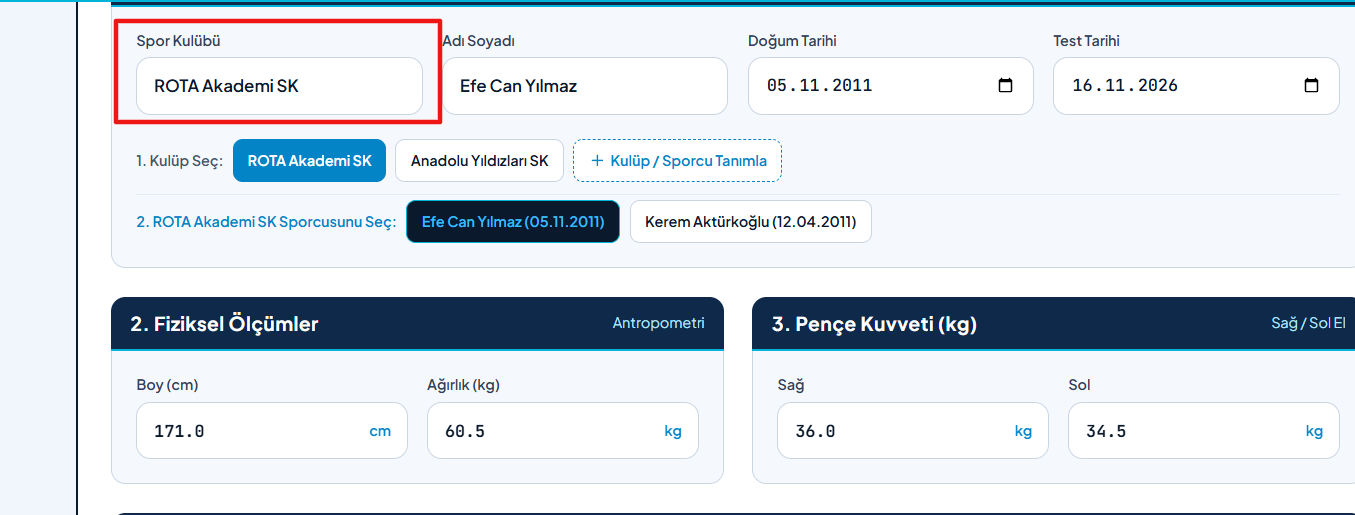 Spor Kulübü
Adı Soyadı
Doğum Tarihi
Test Tarihi
ROTA Akademi SK
Efe Can Yılmaz
05.11.2011
16.11.2026
1. Kulüp Seç:
ROTA Akademi SK
Anadolu Yıldızları SK
+ Kulüp / Sporcu Tanımla
2. ROTA Akademi SK Sporcusunu Seç:
Efe Can Yılmaz (05.11.2011)
Kerem Aktürkoğlu (12.04.2011)
2. Fiziksel Ölçümler
Antropometri
Boy (cm)
Ağırlık (kg)
171.0
cm
60.5
kg
3. Pençe Kuvveti (kg)
Sağ / Sol El
Sağ
Sol
36.0
kg
34.5
kg